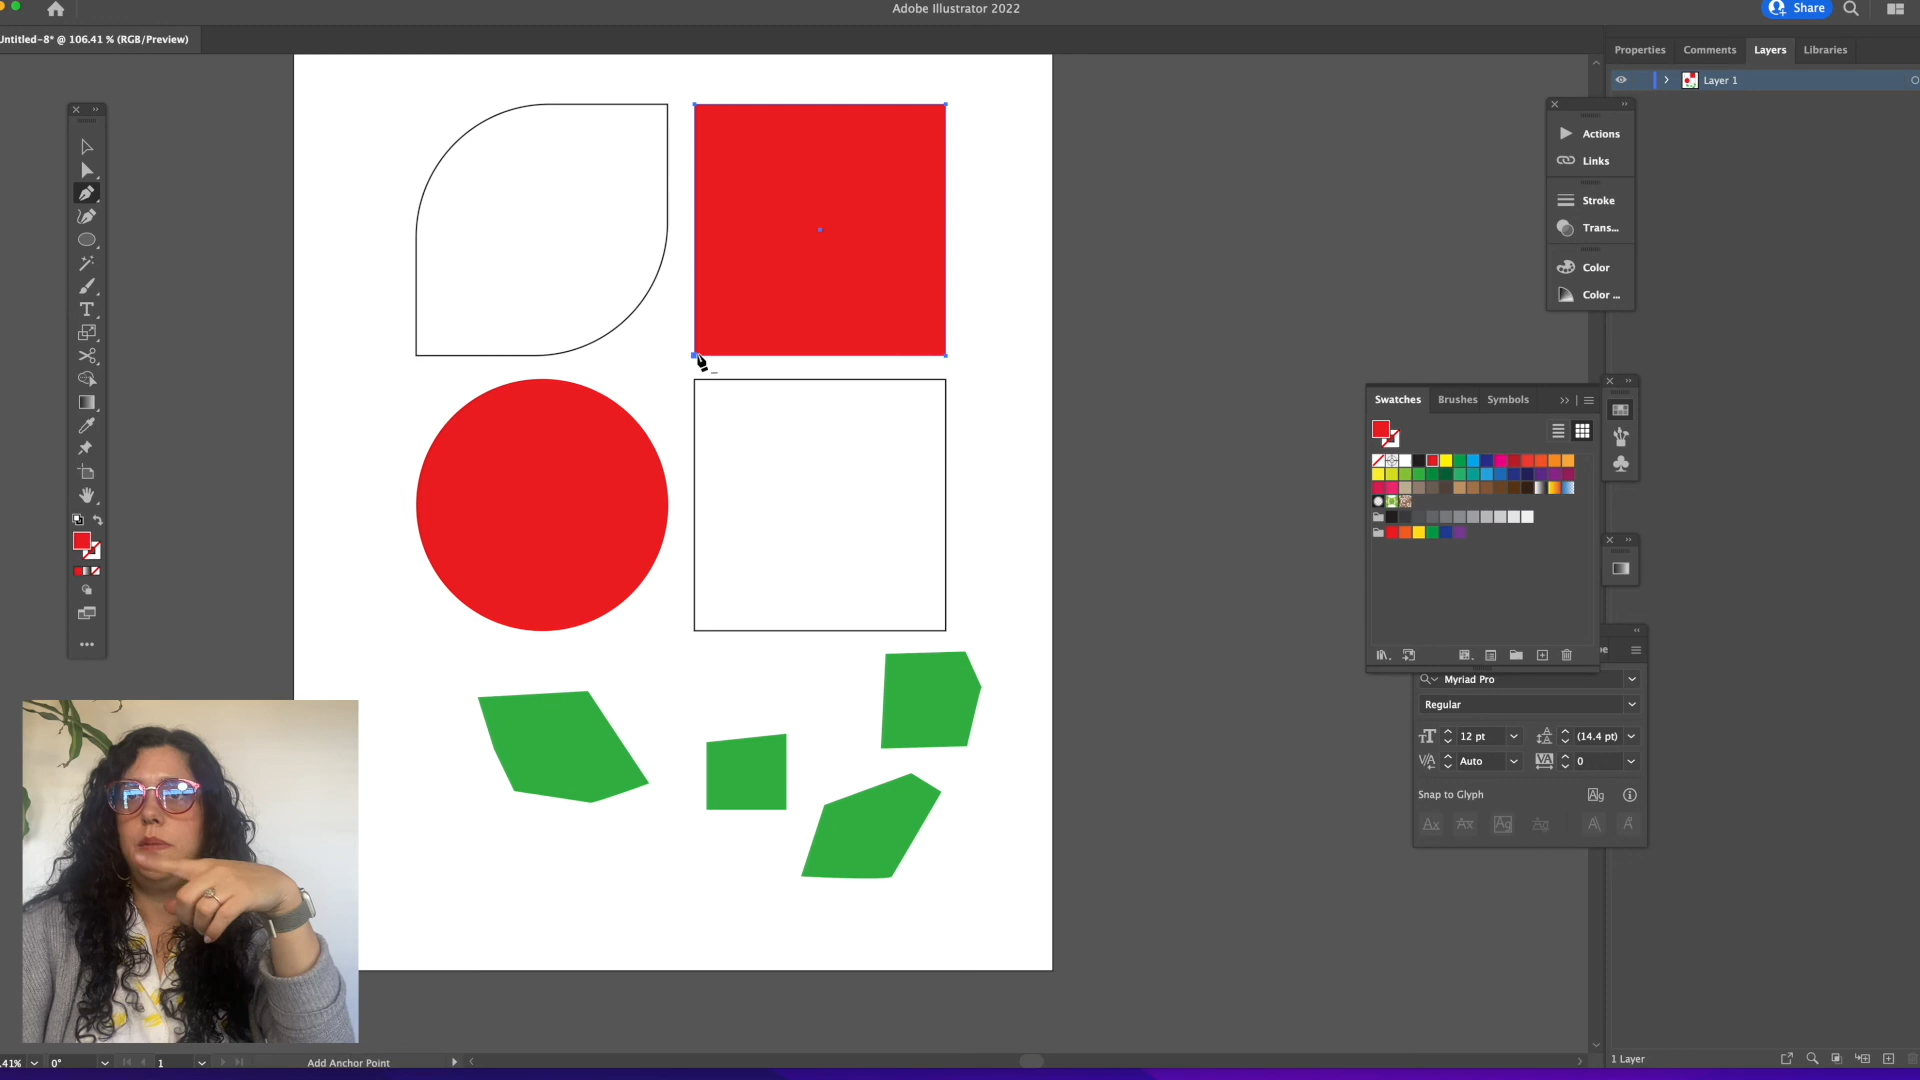 Adobe Illustrator 2022
Share
Untitled-8* @ 106.41 % (RGB/Preview)
Properties
Comments
Layers
Libraries
Layer 1
Actions
Links
Stroke
Trans...
Color
Color ...
Swatches
Brushes
Symbols
Myriad Pro
Regular
12 pt
(14.4 pt)
Auto
0
Snap to Glyph
.41%
0°
1
Add Anchor Point
1 Layer